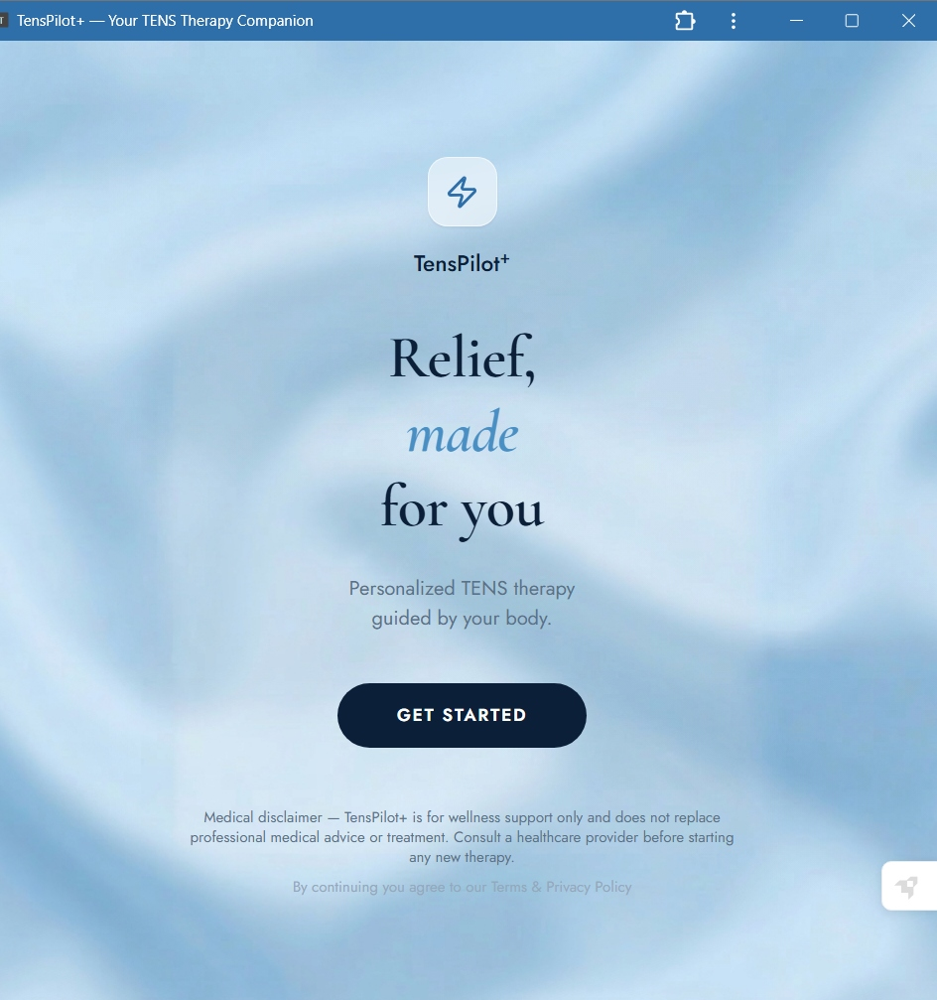 TensPilot+ — Your TENS Therapy Companion
TensPilot+
Relief,
made
for you
Personalized TENS therapy
guided by your body.
GET STARTED
Medical disclaimer — TensPilot+ is for wellness support only and does not replace
professional medical advice or treatment. Consult a healthcare provider before starting
any new therapy.
By continuing you agree to our Terms & Privacy Policy